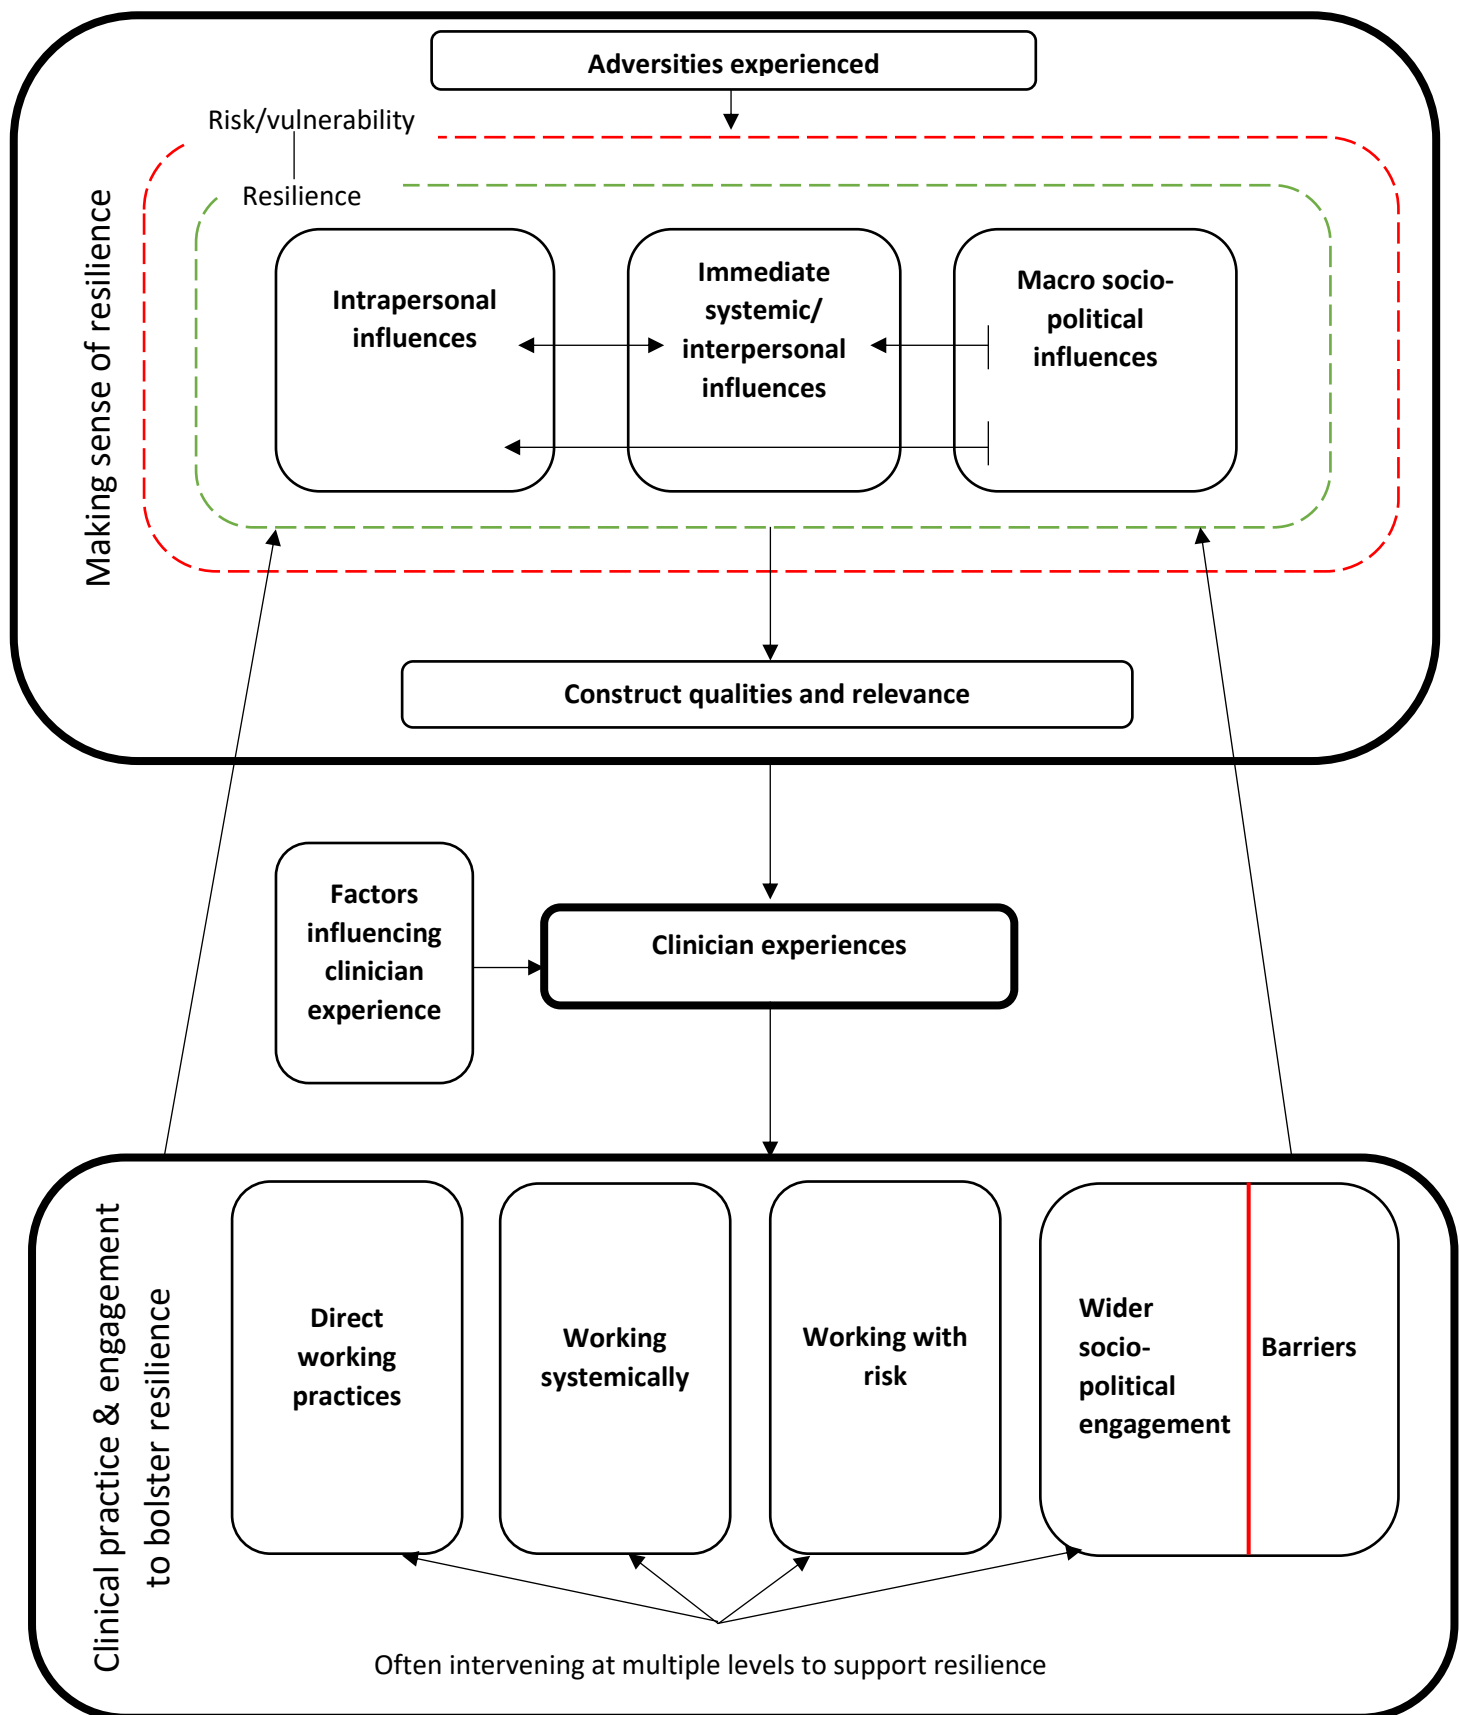 Adversities experienced
Risk/vulnerability
Resilience
Making sense of resilience
Intrapersonal
influences
Immediate
systemic/
interpersonal
influences
Macro socio-
political
influences
Construct qualities and relevance
Factors
influencing
clinician
experience
Clinician experiences
Clinical practice & engagement
to bolster resilience
Direct
working
practices
Working
systemically
Working with
risk
Wider
socio-
political
engagement
Barriers
Often intervening at multiple levels to support resilience